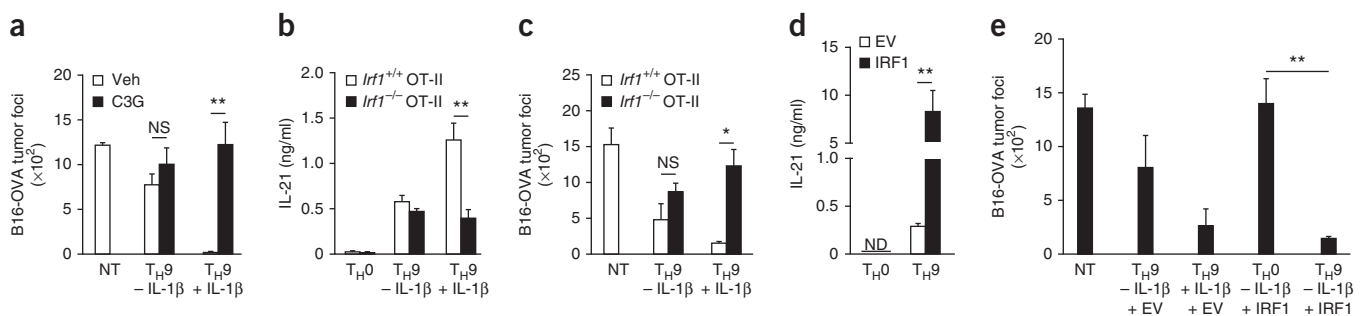 a
B16-OVA tumor foci
(×10²)
15
10
5
0
Veh
C3G
NS
**
NT
TH9
– IL-1β
TH9
+ IL-1β
b
IL-21 (ng/ml)
2.0
1.5
1.0
0.5
0
Irf1+/+ OT-II
Irf1–/– OT-II
**
TH0
TH9
– IL-1β
TH9
+ IL-1β
c
B16-OVA tumor foci
(×10²)
25
20
15
10
5
0
Irf1+/+ OT-II
Irf1–/– OT-II
NS
*
NT
TH9
– IL-1β
TH9
+ IL-1β
d
IL-21 (ng/ml)
15
10
5
1.0
0.5
0
EV
IRF1
**
ND
TH0
TH9
e
B16-OVA tumor foci
(×10²)
20
15
10
5
0
**
NT
TH9
– IL-1β
+ EV
TH9
+ IL-1β
+ EV
TH0
– IL-1β
+ IRF1
TH9
– IL-1β
+ IRF1